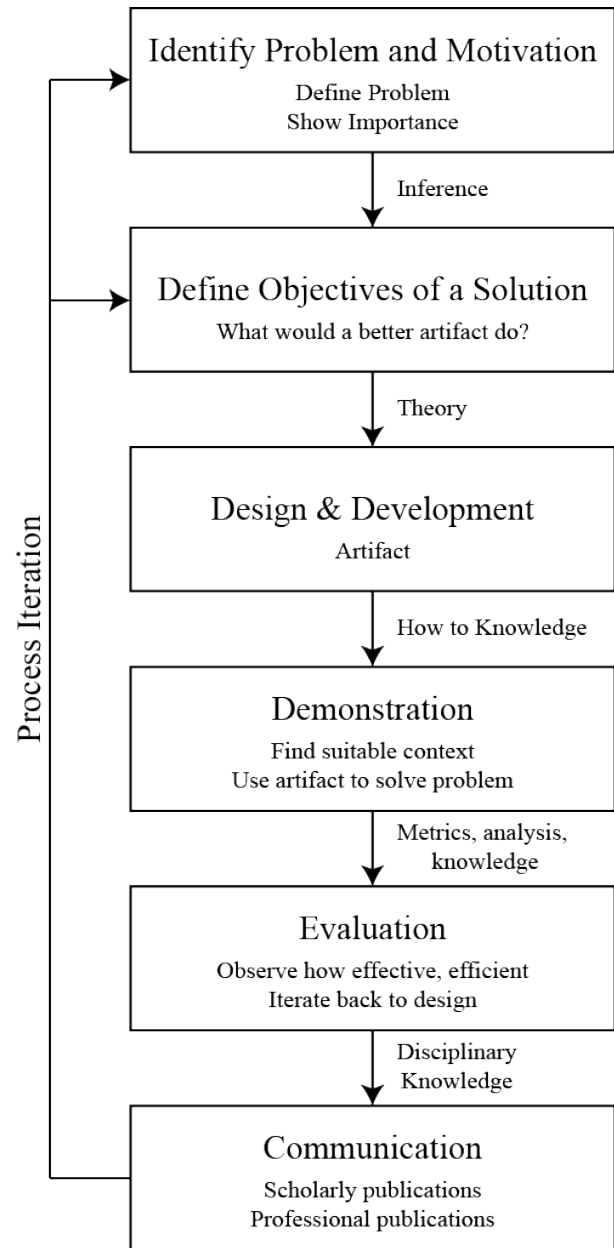 Identify Problem and Motivation
Define Problem
Show Importance
Inference
Define Objectives of a Solution
What would a better artifact do?
Theory
Design & Development
Artifact
How to Knowledge
Demonstration
Find suitable context
Use artifact to solve problem
Metrics, analysis,
knowledge
Evaluation
Observe how effective, efficient
Iterate back to design
Disciplinary
Knowledge
Communication
Scholarly publications
Professional publications
Process Iteration